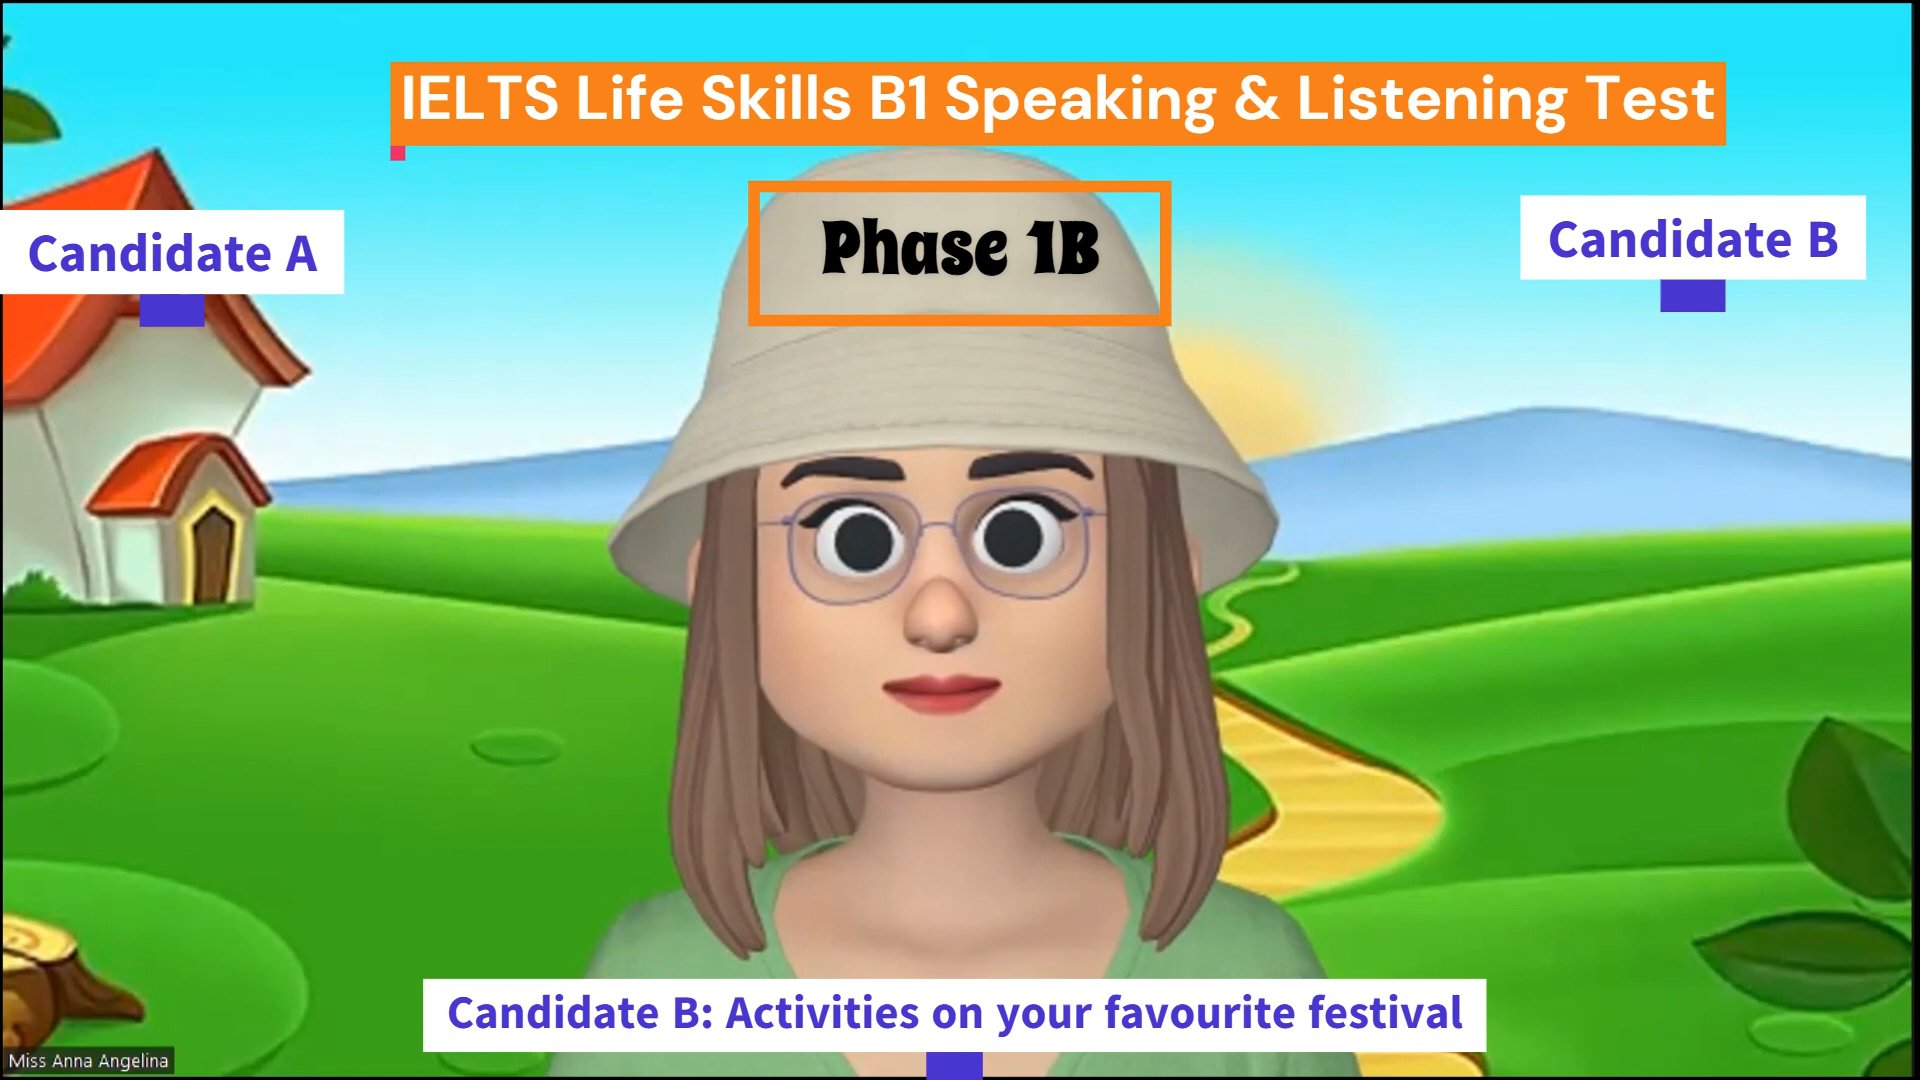 IELTS Life Skills B1 Speaking & Listening Test
Phase 1B
Candidate A
Candidate B
Candidate B: Activities on your favourite festival
Miss Anna Angelina